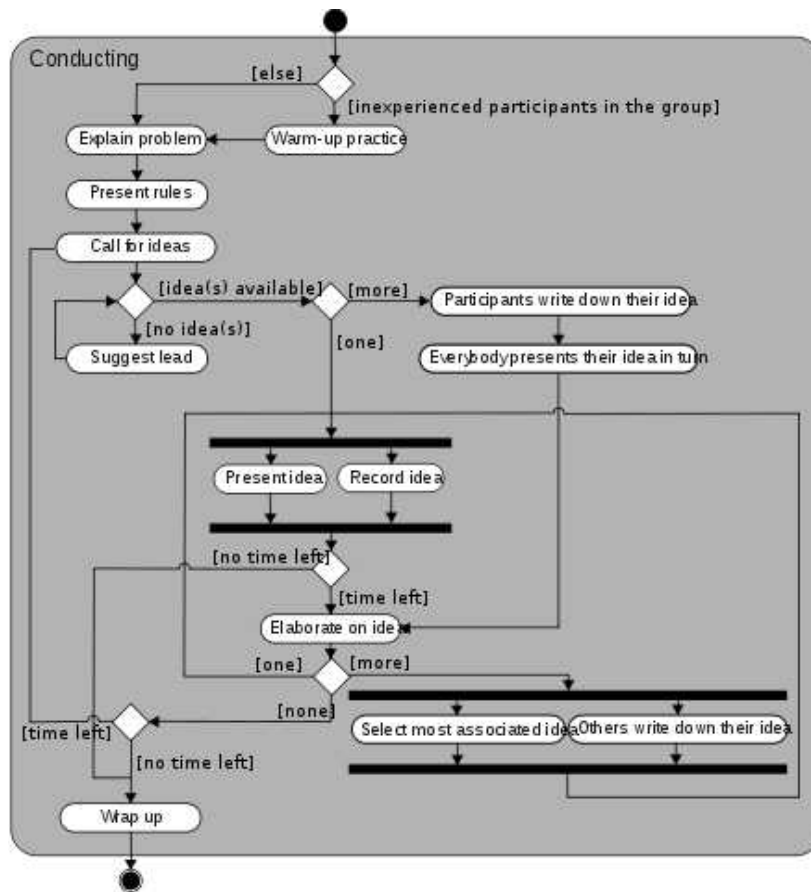 Conducting
[else]
[inexperienced participants in the group]
Explain problem
Warm-up practice
Present rules
Call for ideas
[idea(s) available]
[more]
Participants write down their idea
[no idea(s)]
[one]
Suggest lead
Everybody presents their idea in turn
Present idea
Record idea
[no time left]
[time left]
Elaborate on idea
[one]
[more]
[none]
[time left]
Select most associated idea
Others write down their idea
[no time left]
Wrap up